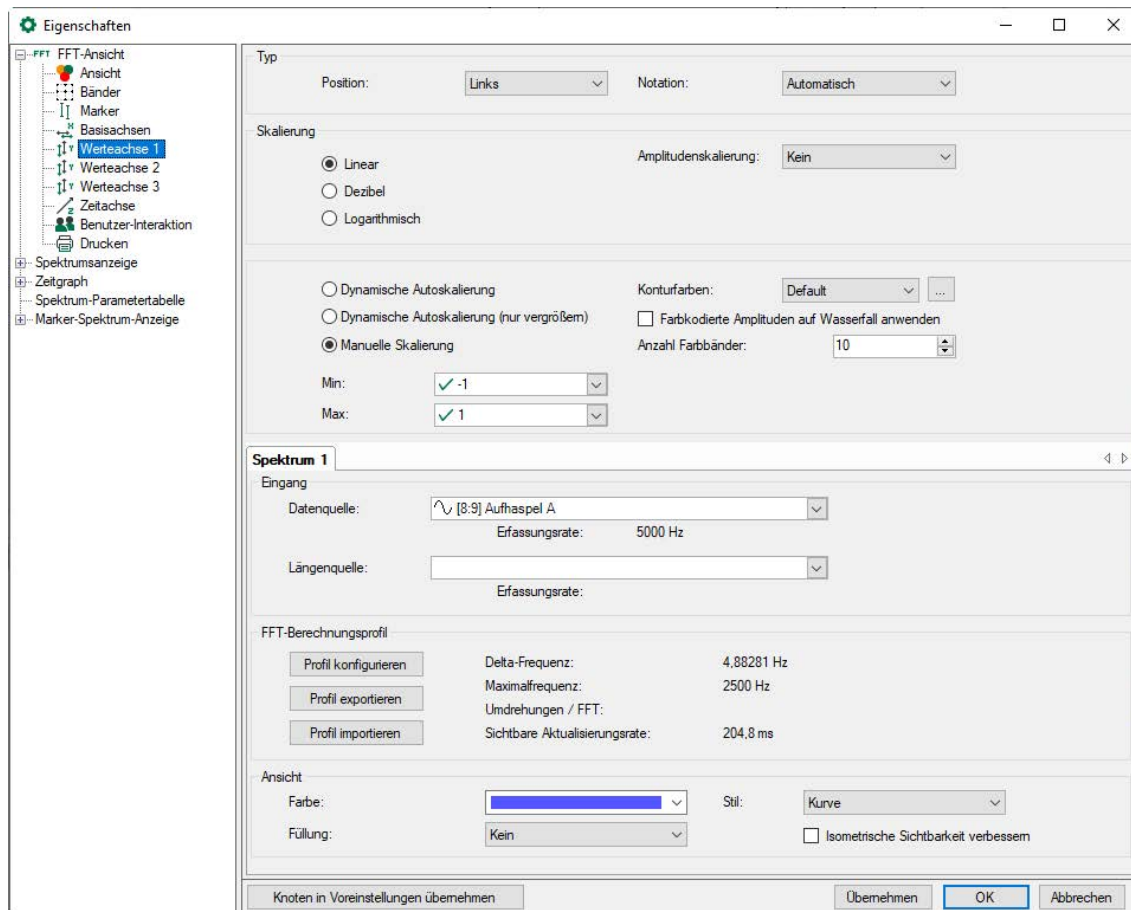 Eigenschaften
FFT FFT-Ansicht
Ansicht
Bänder
Marker
X Basisachsen
Y Werteachse 1
Y Werteachse 2
Y Werteachse 3
Z Zeitachse
Benutzer-Interaktion
Drucken
Spektrumsanzeige
Zeitgraph
Spektrum-Parametertabelle
Marker-Spektrum-Anzeige
Typ
Position: Links Notation: Automatisch
Skalierung
Linear Amplitudenskalierung: Kein
Dezibel
Logarithmisch
Dynamische Autoskalierung Konturfarben: Default ...
Dynamische Autoskalierung (nur vergrößern) Farbkodierte Amplituden auf Wasserfall anwenden
Manuelle Skalierung Anzahl Farbbänder: 10
Min: -1
Max: 1
Spektrum 1
Eingang
Datenquelle: [8:9] Aufhaspel A
Erfassungsrate: 5000 Hz
Längenquelle:
Erfassungsrate:
FFT-Berechnungsprofil
Profil konfigurieren Delta-Frequenz: 4,88281 Hz
Maximalfrequenz: 2500 Hz
Profil exportieren
Umdrehungen / FFT:
Profil importieren Sichtbare Aktualisierungsrate: 204,8 ms
Ansicht
Farbe: Stil: Kurve
Füllung: Kein Isometrische Sichtbarkeit verbessern
Knoten in Voreinstellungen übernehmen Übernehmen OK Abbrechen